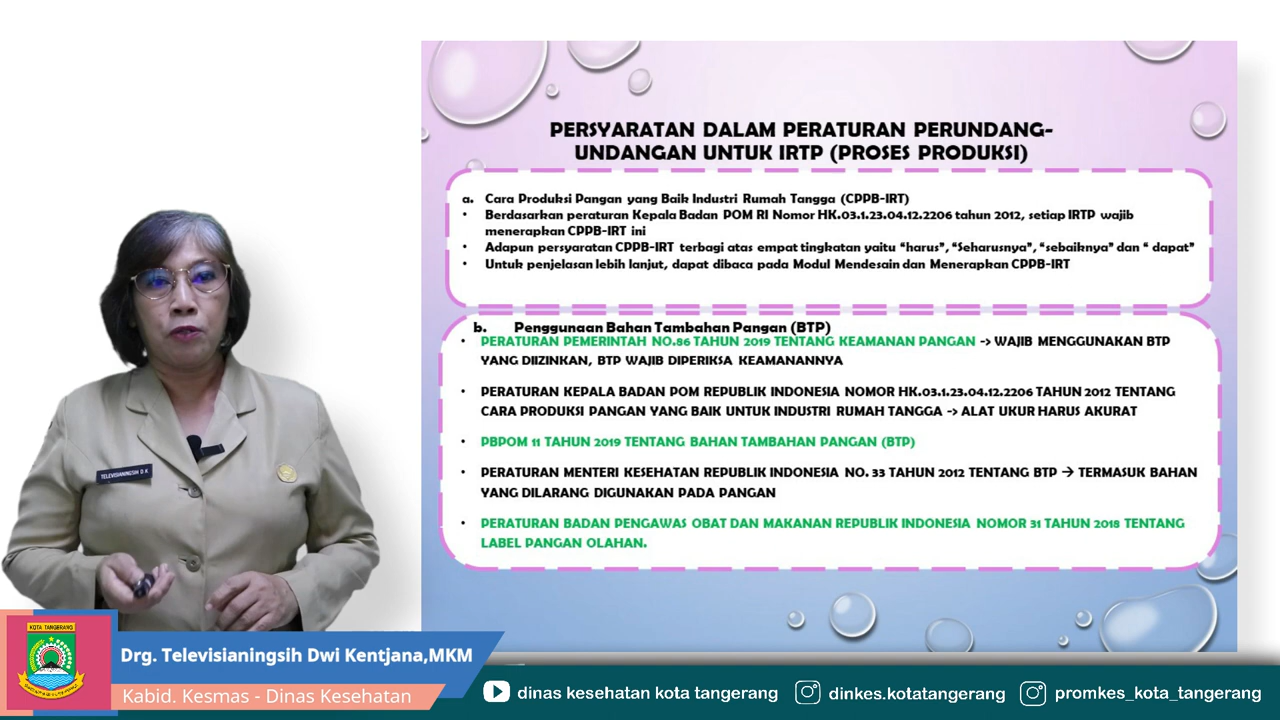 PERSYARATAN DALAM PERATURAN PERUNDANG-
UNDANGAN UNTUK IRTP (PROSES PRODUKSI)
a. Cara Produksi Pangan yang Baik Industri Rumah Tangga (CPPB-IRT)
• Berdasarkan peraturan Kepala Badan POM RI Nomor HK.03.1.23.04.12.2206 tahun 2012, setiap IRTP wajib
menerapkan CPPB-IRT ini
• Adapun persyaratan CPPB-IRT terbagi atas empat tingkatan yaitu “harus”, “Seharusnya”, “sebaiknya” dan “ dapat”
• Untuk penjelasan lebih lanjut, dapat dibaca pada Modul Mendesain dan Menerapkan CPPB-IRT
b. Penggunaan Bahan Tambahan Pangan (BTP)
• PERATURAN PEMERINTAH NO.86 TAHUN 2019 TENTANG KEAMANAN PANGAN -> WAJIB MENGGUNAKAN BTP
YANG DIIZINKAN, BTP WAJIB DIPERIKSA KEAMANANNYA
• PERATURAN KEPALA BADAN POM REPUBLIK INDONESIA NOMOR HK.03.1.23.04.12.2206 TAHUN 2012 TENTANG
CARA PRODUKSI PANGAN YANG BAIK UNTUK INDUSTRI RUMAH TANGGA -> ALAT UKUR HARUS AKURAT
• PBPOM 11 TAHUN 2019 TENTANG BAHAN TAMBAHAN PANGAN (BTP)
• PERATURAN MENTERI KESEHATAN REPUBLIK INDONESIA NO. 33 TAHUN 2012 TENTANG BTP → TERMASUK BAHAN
YANG DILARANG DIGUNAKAN PADA PANGAN
• PERATURAN BADAN PENGAWAS OBAT DAN MAKANAN REPUBLIK INDONESIA NOMOR 31 TAHUN 2018 TENTANG
LABEL PANGAN OLAHAN.
TELEVISIANINGSIH D.K
KOTA TANGERANG
Drg. Televisianingsih Dwi Kentjana,MKM
Kabid. Kesmas - Dinas Kesehatan
dinas kesehatan kota tangerang
dinkes.kotatangerang
promkes_kota_tangerang